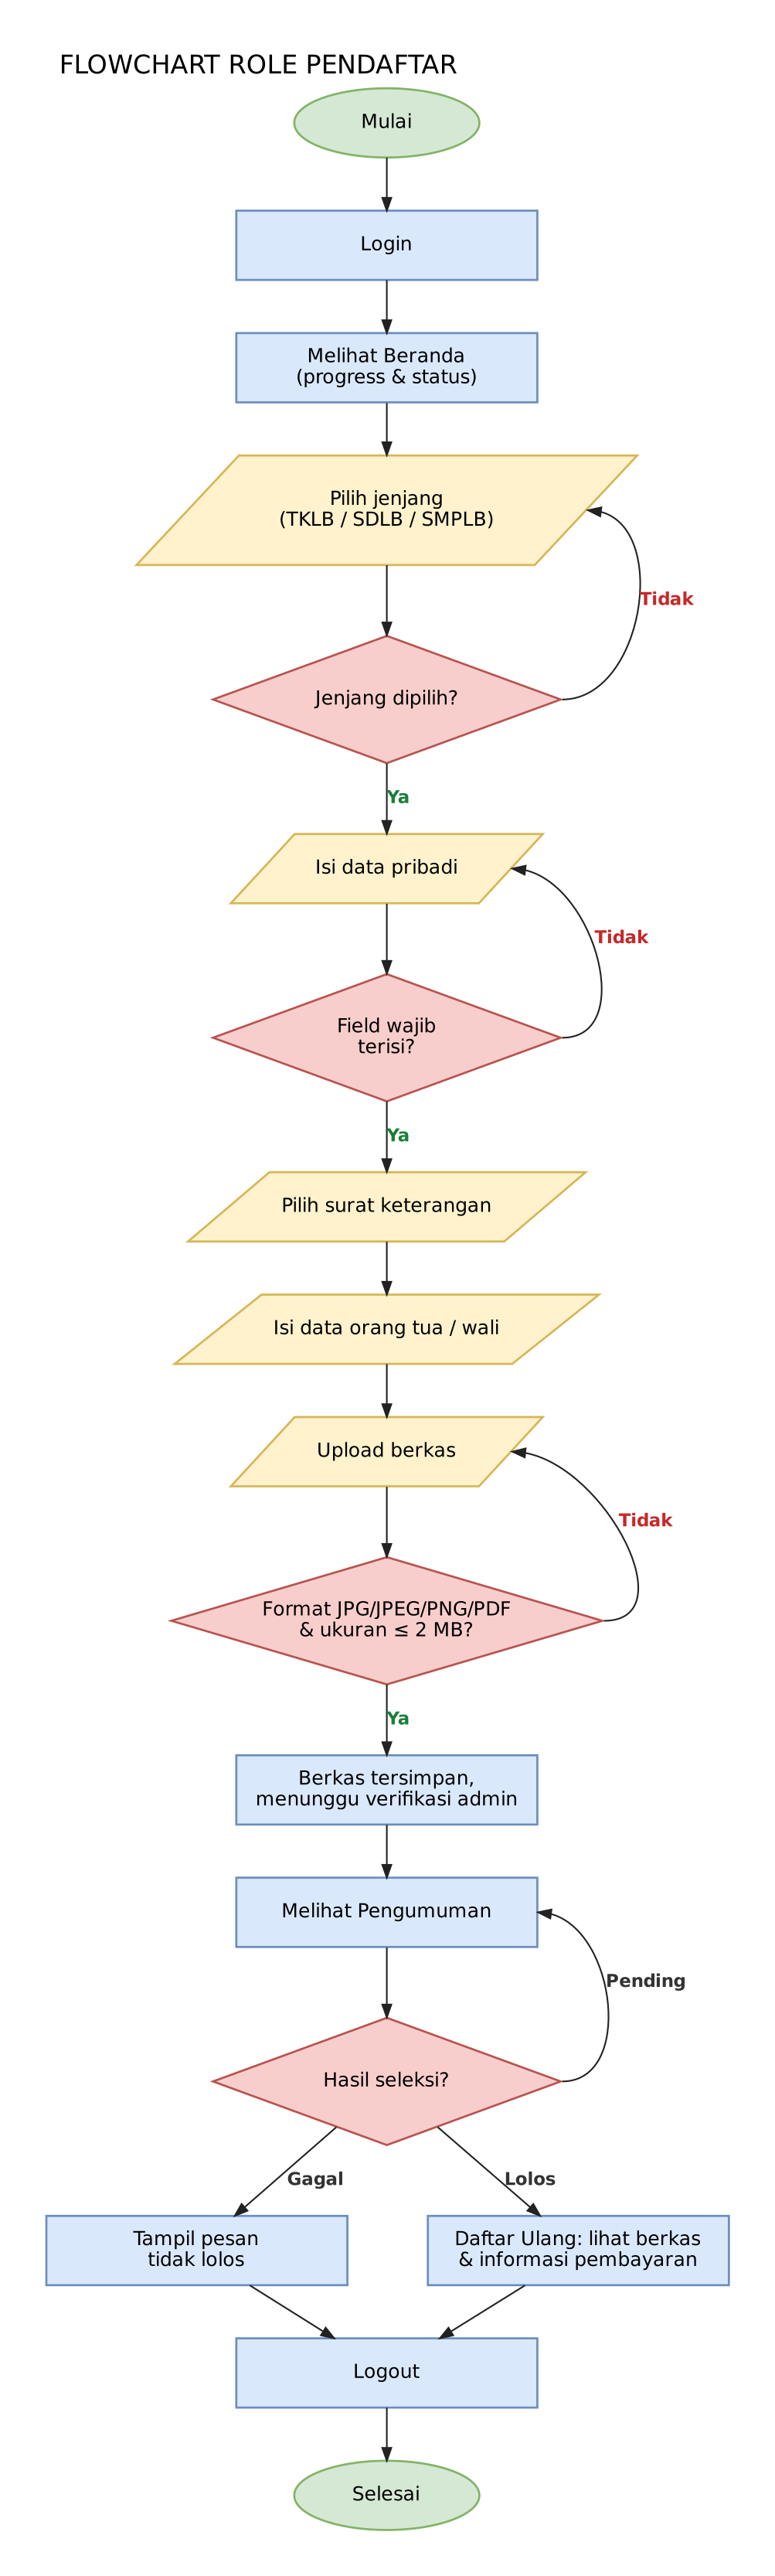 FLOWCHART ROLE PENDAFTAR
Mulai
Login
Melihat Beranda
(progress & status)
Pilih jenjang
(TKLB / SDLB / SMPLB)
Tidak
Jenjang dipilih?
Ya
Isi data pribadi
Tidak
Field wajib
terisi?
Ya
Pilih surat keterangan
Isi data orang tua / wali
Upload berkas
Tidak
Format JPG/JPEG/PNG/PDF
& ukuran ≤ 2 MB?
Ya
Berkas tersimpan,
menunggu verifikasi admin
Melihat Pengumuman
Pending
Hasil seleksi?
Gagal
Lolos
Tampil pesan
tidak lolos
Daftar Ulang: lihat berkas
& informasi pembayaran
Logout
Selesai